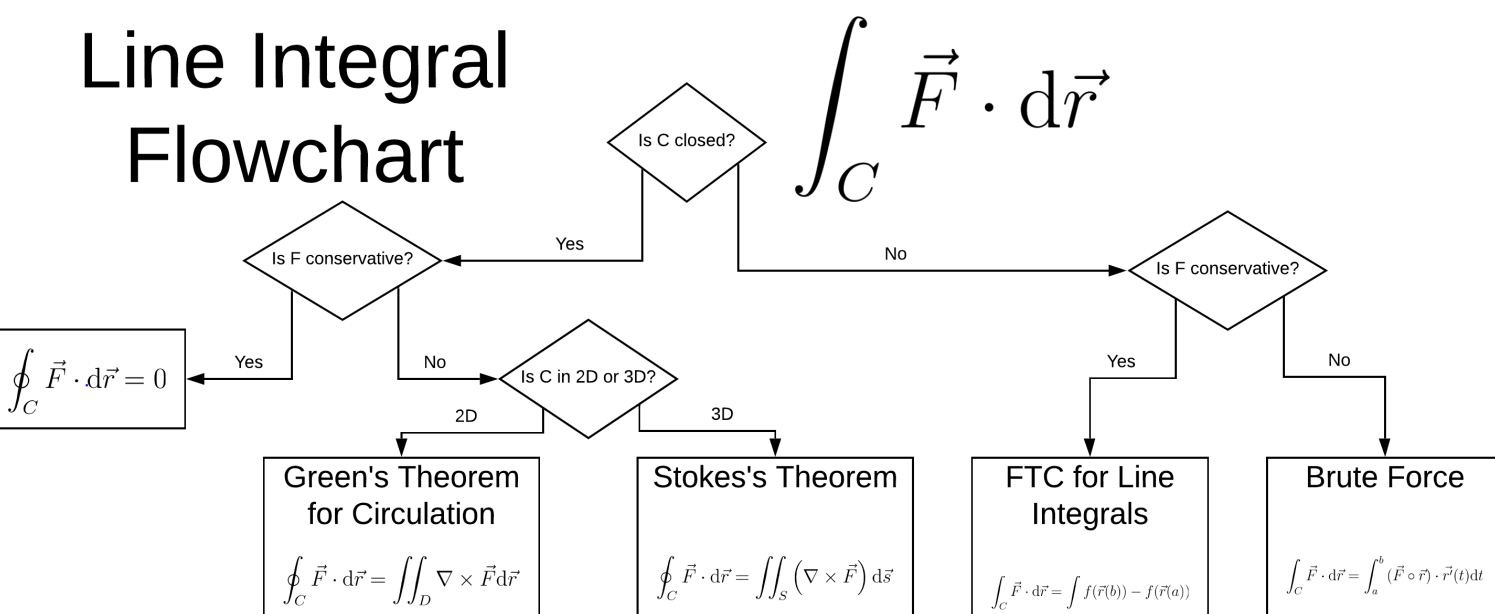 Line Integral
Flowchart
∫_C F⃗ · dr⃗
Is C closed?
Yes
No
Is F conservative?
Is F conservative?
Yes
No
Is C in 2D or 3D?
Yes
No
∮_C F⃗ · dr⃗ = 0
2D
3D
Green's Theorem
for Circulation
∮_C F⃗ · dr⃗ = ∬_D ∇ × F⃗dr⃗
Stokes's Theorem
∮_C F⃗ · dr⃗ = ∬_S (∇ × F⃗) ds⃗
FTC for Line
Integrals
∫_C F⃗ · dr⃗ = ∫ f(r⃗(b)) − f(r⃗(a))
Brute Force
∫_C F⃗ · dr⃗ = ∫_a^b (F⃗ ∘ r⃗) · r⃗′(t)dt